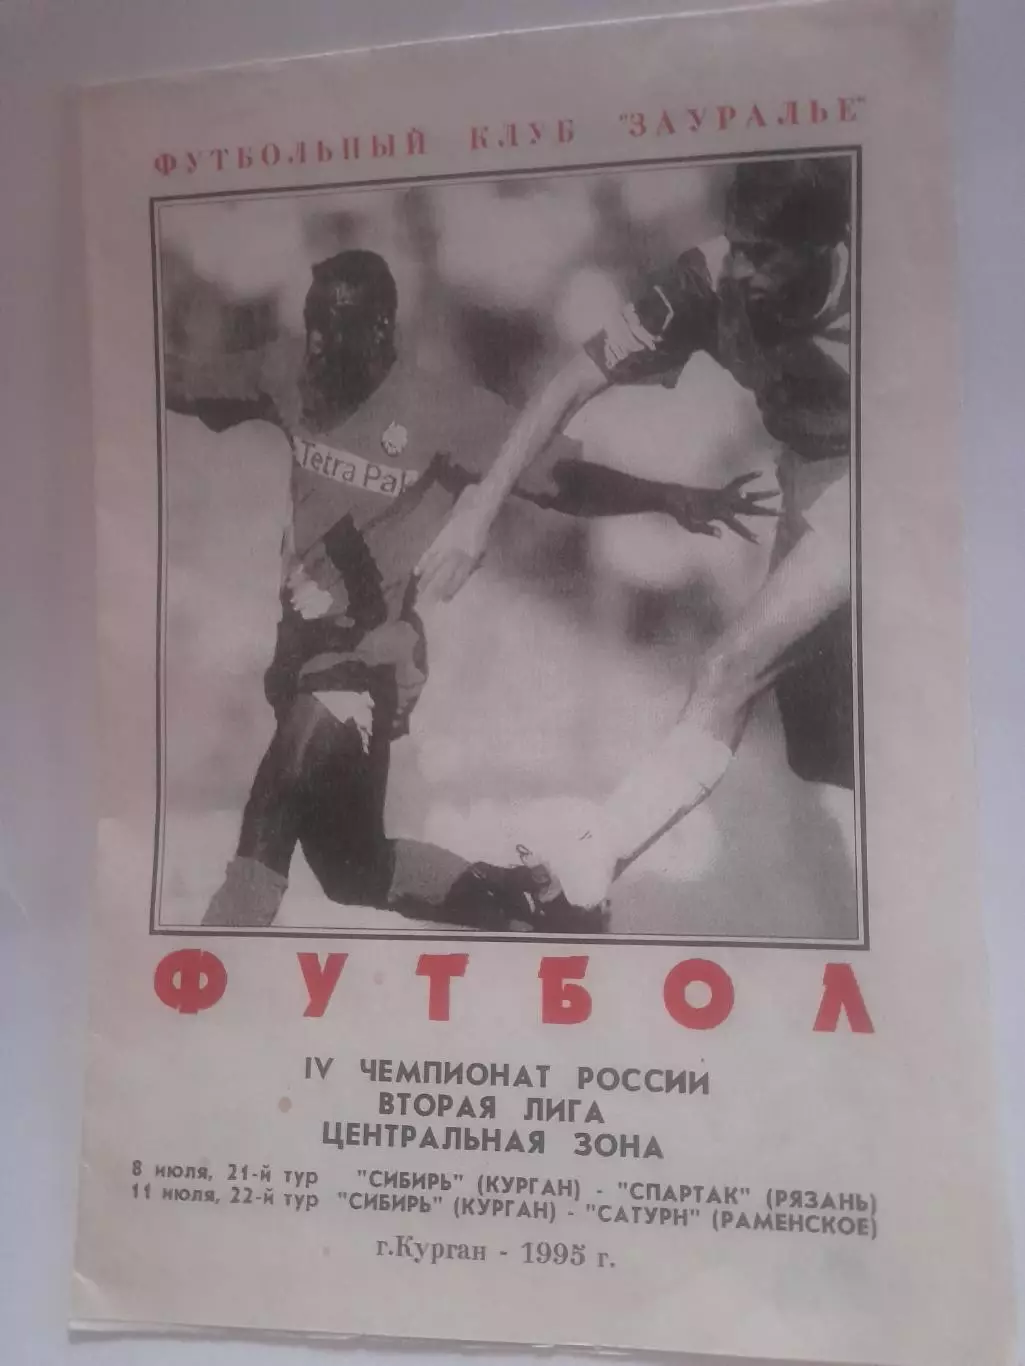 ФУТБОЛЬНЫЙ КЛУБ "ЗАУРАЛЬЕ"
Tetra Pak
ФУТБОЛ
IV ЧЕМПИОНАТ РОССИИ
ВТОРАЯ ЛИГА
ЦЕНТРАЛЬНАЯ ЗОНА
8 июля, 21-й тур "СИБИРЬ" (КУРГАН) - "СПАРТАК" (РЯЗАНЬ)
11 июля, 22-й тур "СИБИРЬ" (КУРГАН) - "САТУРН" (РАМЕНСКОЕ)
г.Курган - 1995 г.